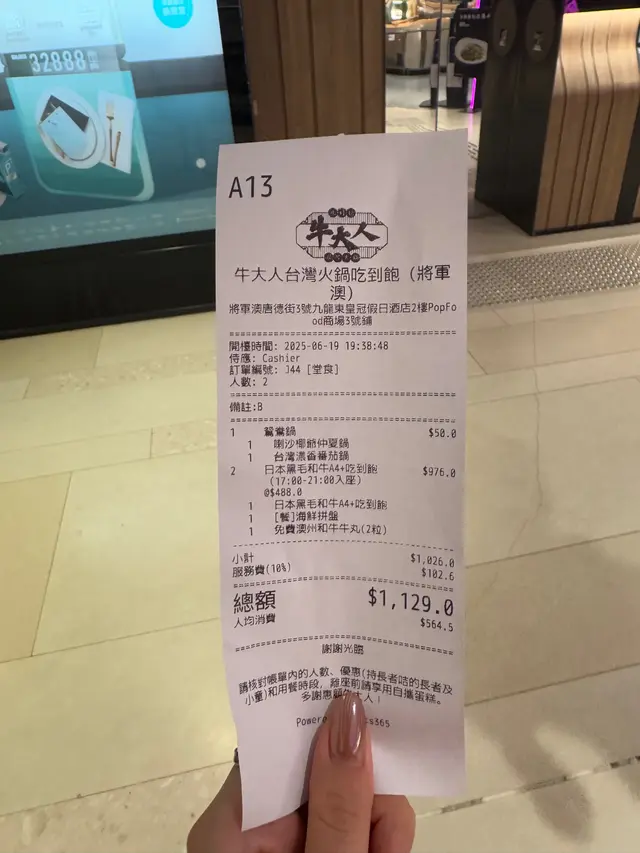 32888
A13
牛大人
牛大人台灣火鍋吃到飽（將軍
澳）
將軍澳唐德街3號九龍東皇冠假日酒店2樓PopFo
od商場3號鋪
開檯時間: 2025-06-19 19:38:48
侍應: Cashier
訂單編號: J44 [堂食]
人數: 2
備註:B
1 鴛鴦鍋 $50.0
1 喇沙椰爺仲夏鍋
1 台灣濃香番茄鍋
2 日本黑毛和牛A4+吃到飽 $976.0
(17:00-21:00入座)
@$488.0
1 日本黑毛和牛A4+吃到飽
1 [餐]海鮮拼盤
1 免費澳州和牛牛丸(2粒)
小計 $1,026.0
服務費(10%) $102.6
總額 $1,129.0
人均消費 $564.5
謝謝光臨
請核對帳單內的人數、優惠(持長者咭的長者及
小童)和用餐時段，離座前請享用自攜蛋糕。
多謝惠顧 大人！
Power s365